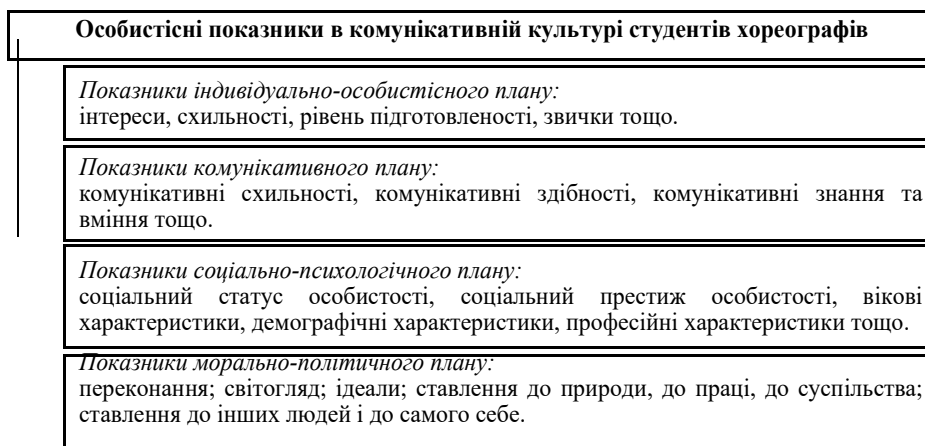 Особистісні показники в комунікативній культурі студентів хореографів
Показники індивідуально-особистісного плану:
інтереси, схильності, рівень підготовленості, звички тощо.
Показники комунікативного плану:
комунікативні схильності, комунікативні здібності, комунікативні знання та
вміння тощо.
Показники соціально-психологічного плану:
соціальний статус особистості, соціальний престиж особистості, вікові
характеристики, демографічні характеристики, професійні характеристики тощо.
Показники морально-політичного плану:
переконання; світогляд; ідеали; ставлення до природи, до праці, до суспільства;
ставлення до інших людей і до самого себе.